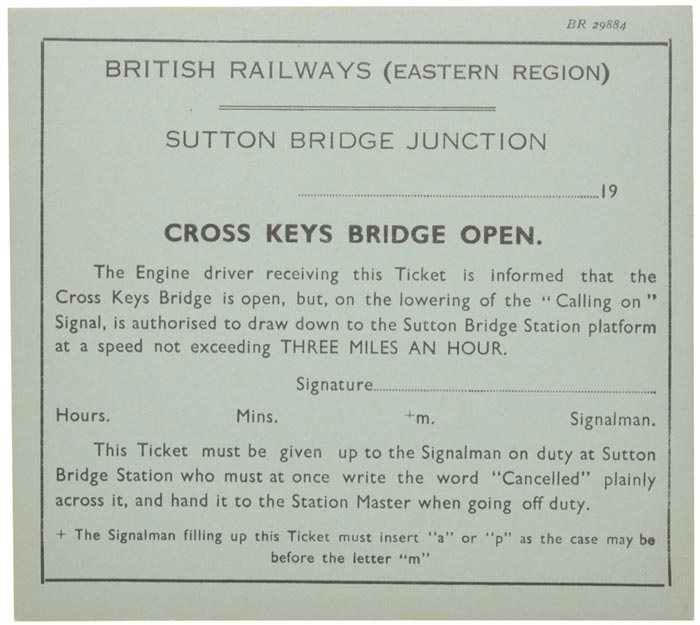 BR 29884
BRITISH RAILWAYS (EASTERN REGION)
SUTTON BRIDGE JUNCTION
..............................................................19
CROSS KEYS BRIDGE OPEN.
The Engine driver receiving this Ticket is informed that the
Cross Keys Bridge is open, but, on the lowering of the "Calling on"
Signal, is authorised to draw down to the Sutton Bridge Station platform
at a speed not exceeding THREE MILES AN HOUR.
Signature..............................................................
Hours. Mins. +m. Signalman.
This Ticket must be given up to the Signalman on duty at Sutton
Bridge Station who must at once write the word "Cancelled" plainly
across it, and hand it to the Station Master when going off duty.
+ The Signalman filling up this Ticket must insert "a" or "p" as the case may be
before the letter "m"